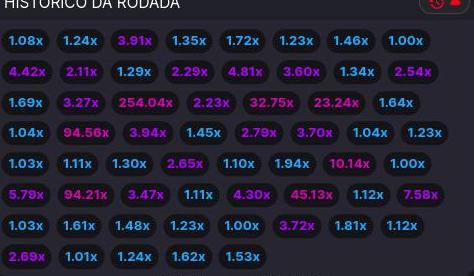 HISTÓRICO DA RODADA
1.08x 1.24x 3.91x 1.35x 1.72x 1.23x 1.46x 1.00x
4.42x 2.11x 1.29x 2.29x 4.81x 3.60x 1.34x 2.54x
1.69x 3.27x 254.04x 2.23x 32.75x 23.24x 1.64x
1.04x 94.56x 3.94x 1.45x 2.79x 3.70x 1.04x 1.23x
1.03x 1.11x 1.30x 2.65x 1.10x 1.94x 10.14x 1.00x
5.79x 94.21x 3.47x 1.11x 4.30x 45.13x 1.12x 7.58x
1.03x 1.61x 1.48x 1.23x 1.00x 3.72x 1.81x 1.12x
2.69x 1.01x 1.24x 1.62x 1.53x